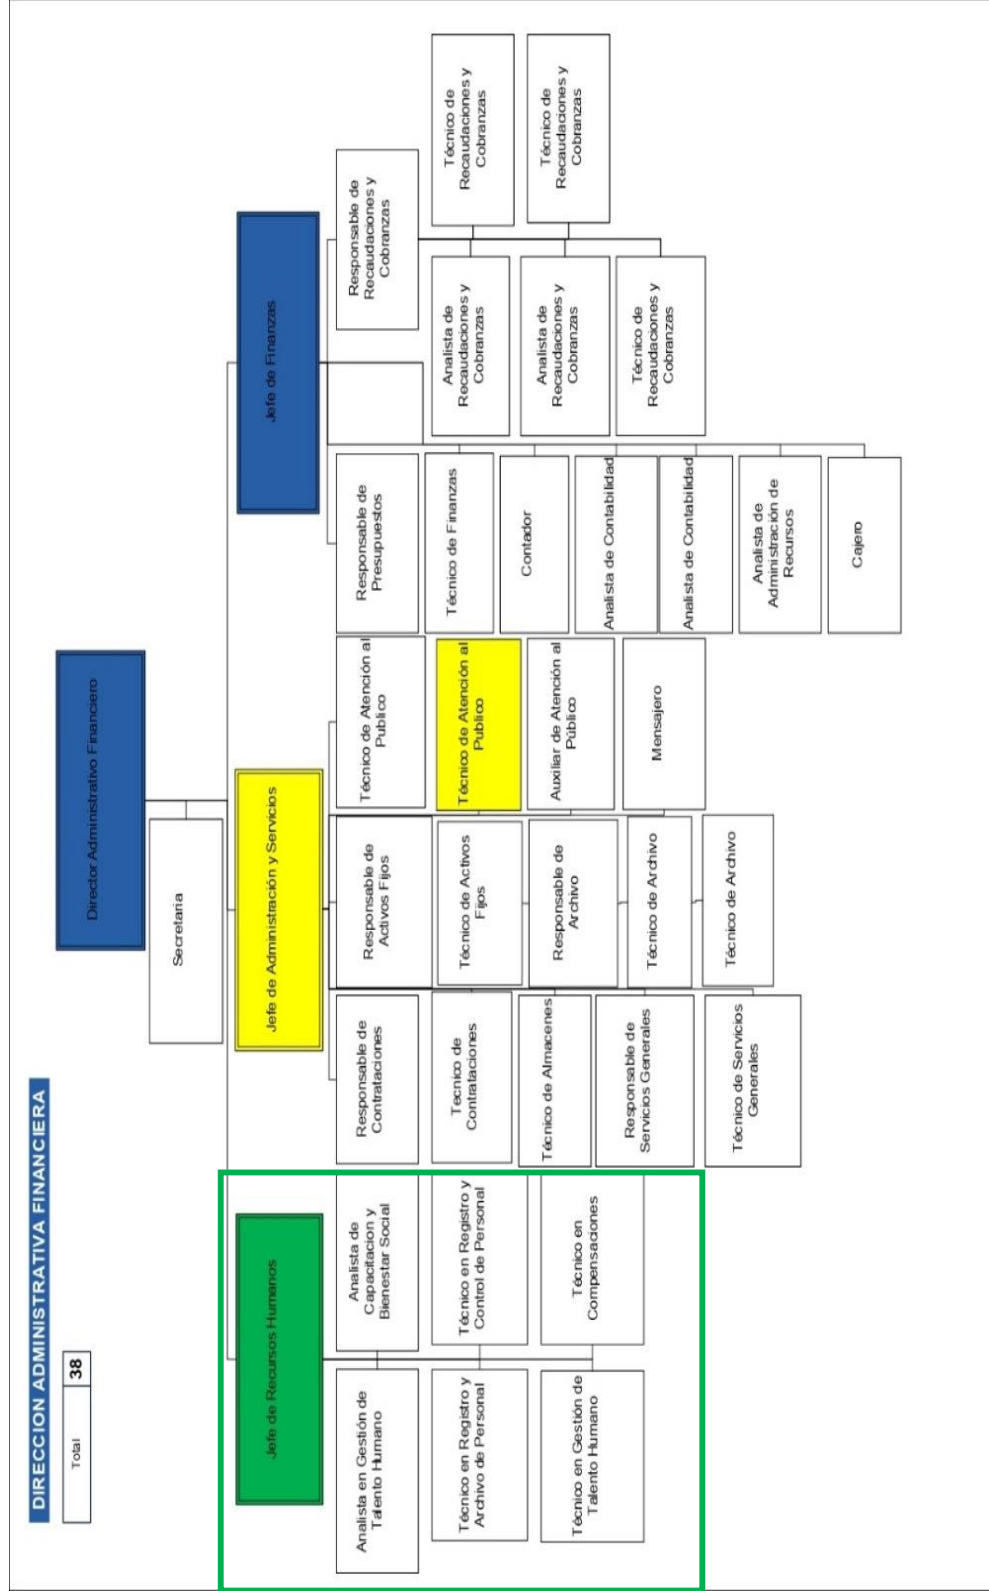 DIRECCION ADMINISTRATIVA FINANCIERA
Total
38
Director Administrativo Financiero
Secretaria
Jefe de Recursos Humanos
Analista en Gestión de
Talento Humano
Analista de
Capacitacion y
Bienestar Social
Técnico en Registro y
Archivo de Personal
Técnico en Registro y
Control de Personal
Técnico en Gestión de
Talento Humano
Técnico en
Compensaciones
Jefe de Administración y Servicios
Responsable de
Contrataciones
Tecnico de
Contrataciones
Técnico de Almacenes
Responsable de
Servicios Generales
Técnico de Servicios
Generales
Responsable de
Activos Fijos
Técnico de Activos
Fijos
Responsable de
Archivo
Técnico de Archivo
Técnico de Archivo
Técnico de Atención al
Publico
Técnico de Atención al
Publico
Auxiliar de Atención al
Público
Mensajero
Jefe de Finanzas
Responsable de
Presupuestos
Técnico de Finanzas
Contador
Analista de Contabilidad
Analista de Contabilidad
Analista de
Administración de
Recursos
Cajero
Responsable de
Recaudaciones y
Cobranzas
Analista de
Recaudaciones y
Cobranzas
Técnico de
Recaudaciones y
Cobranzas
Analista de
Recaudaciones y
Cobranzas
Técnico de
Recaudaciones y
Cobranzas
Técnico de
Recaudaciones y
Cobranzas